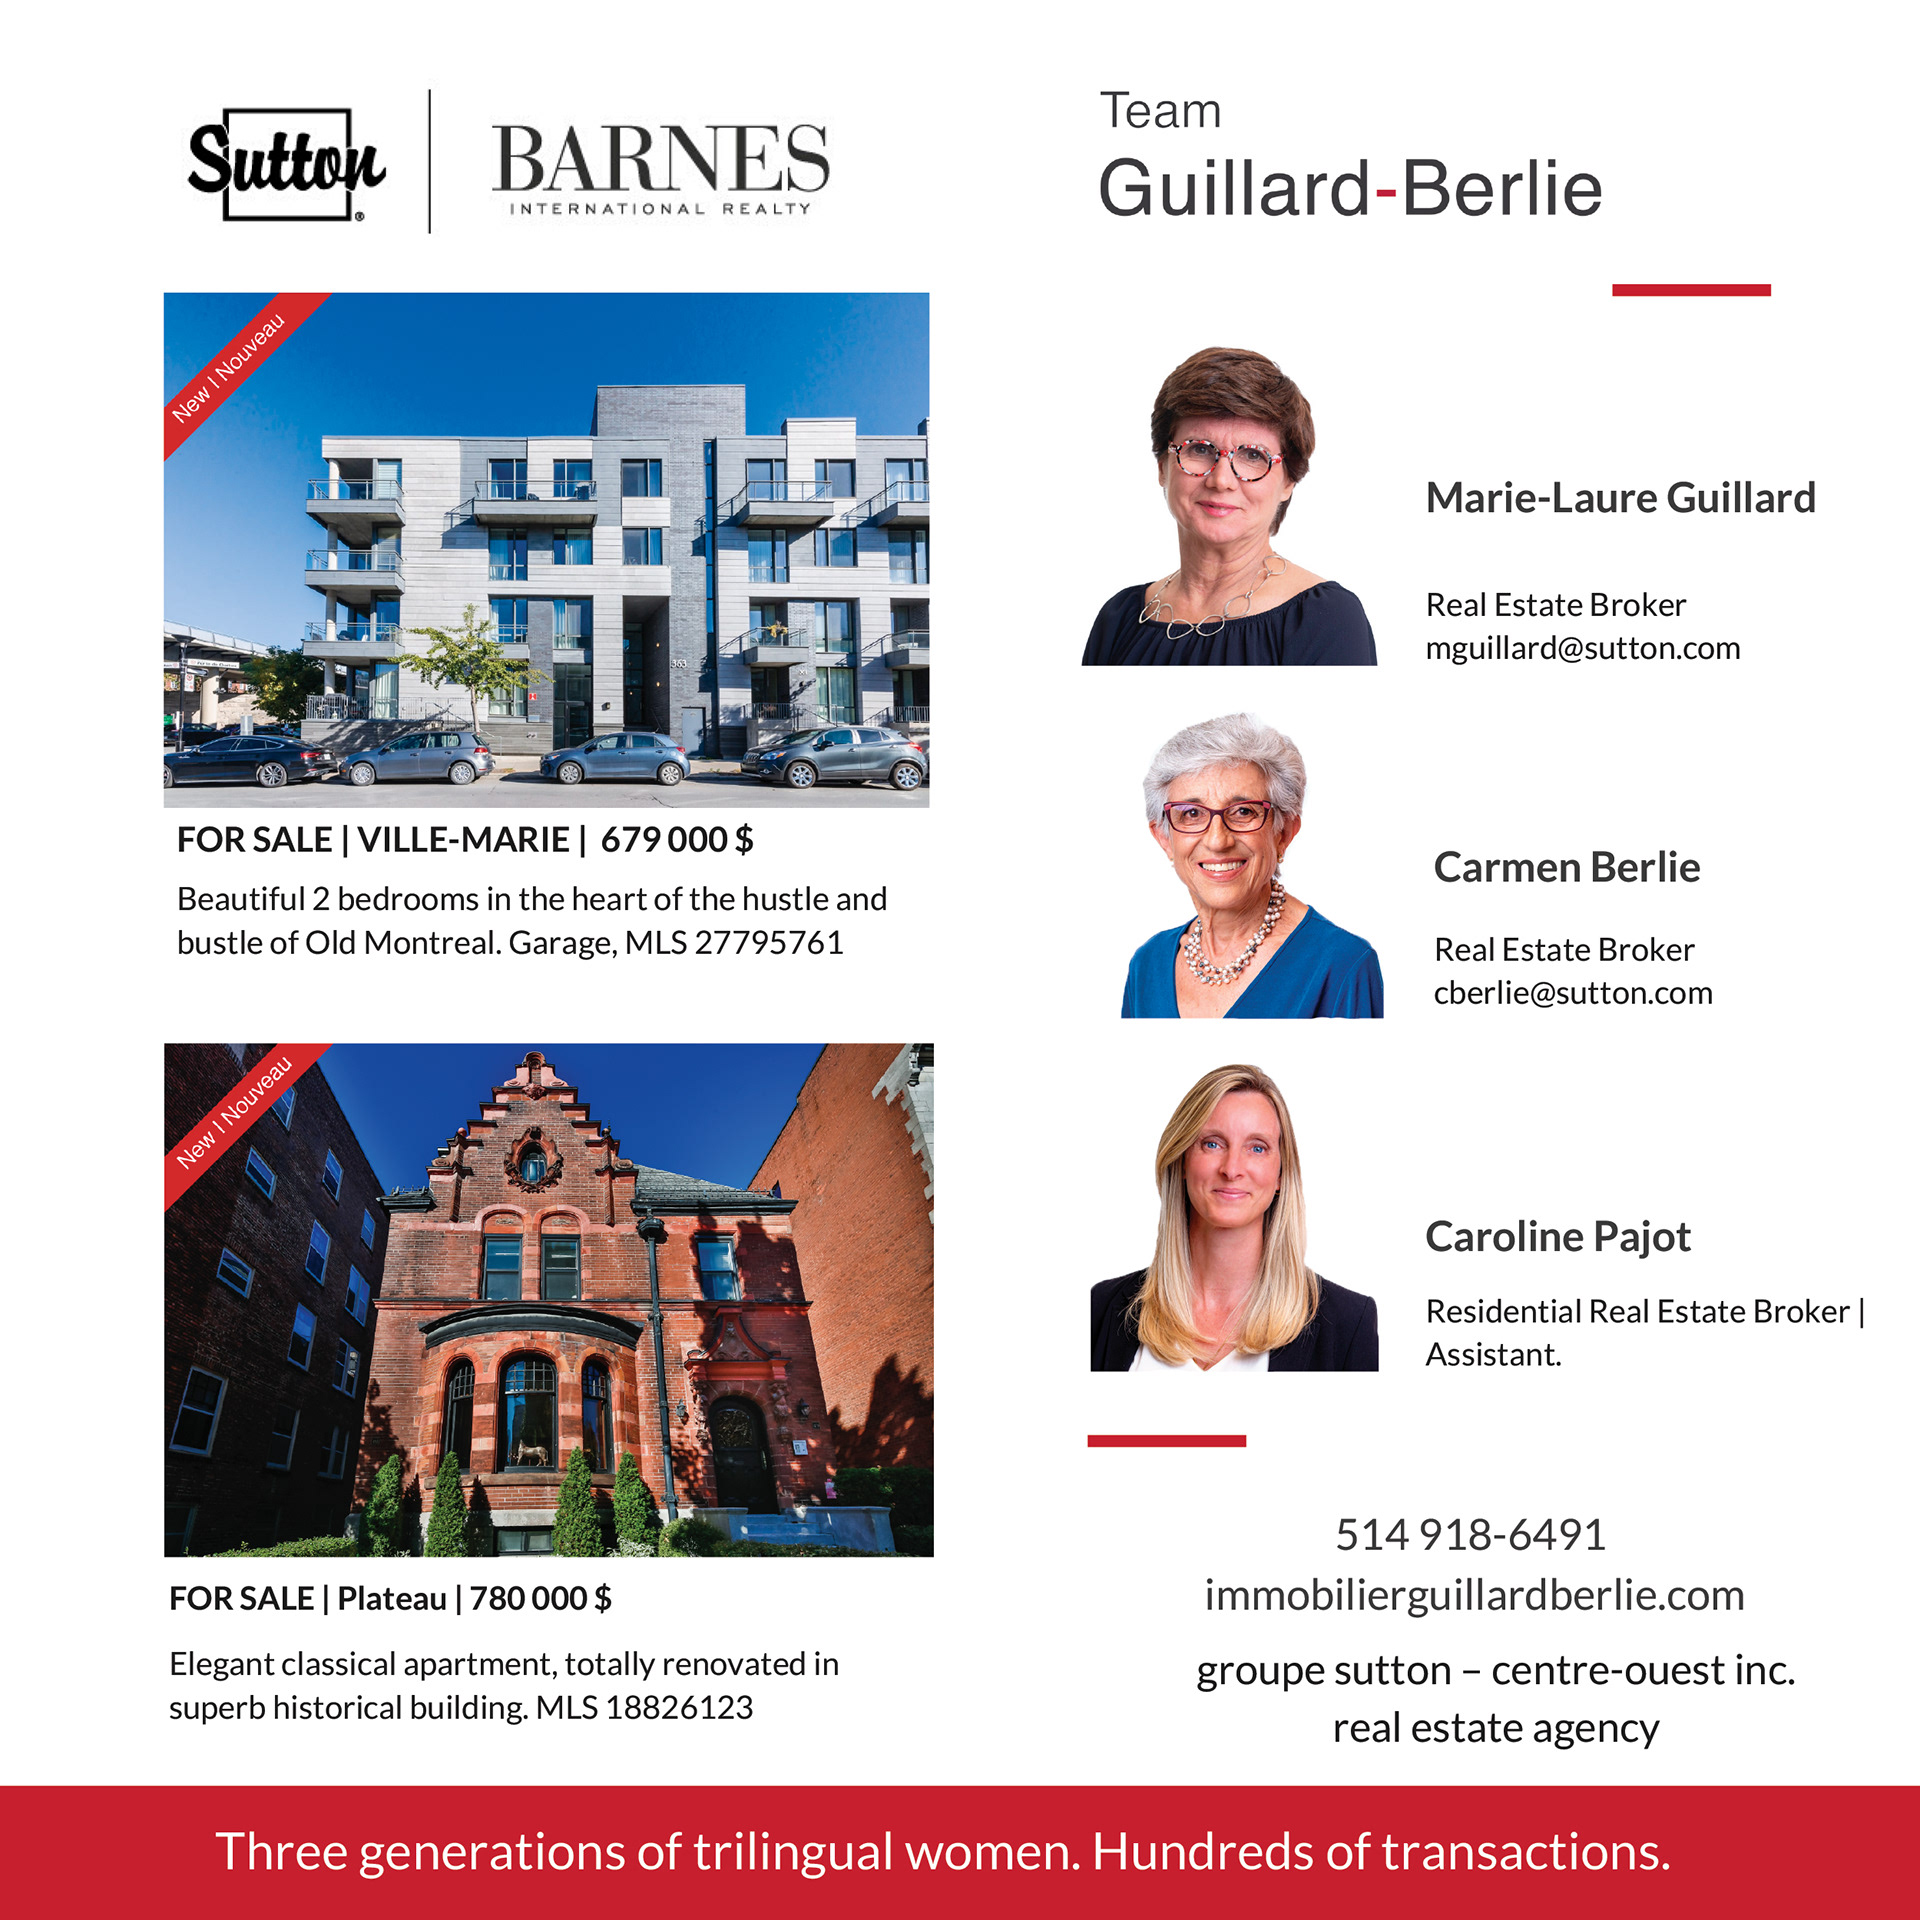 Sutton®
BARNES
INTERNATIONAL REALTY
Team
Guillard-Berlie
New | Nouveau
353
FOR SALE | VILLE-MARIE | 679 000 $
Beautiful 2 bedrooms in the heart of the hustle and
bustle of Old Montreal. Garage, MLS 27795761
New | Nouveau
FOR SALE | Plateau | 780 000 $
Elegant classical apartment, totally renovated in
superb historical building. MLS 18826123
Marie-Laure Guillard
Real Estate Broker
mguillard@sutton.com
Carmen Berlie
Real Estate Broker
cberlie@sutton.com
Caroline Pajot
Residential Real Estate Broker |
Assistant.
514 918-6491
immobilierguillardberlie.com
groupe sutton – centre-ouest inc.
real estate agency
Three generations of trilingual women. Hundreds of transactions.